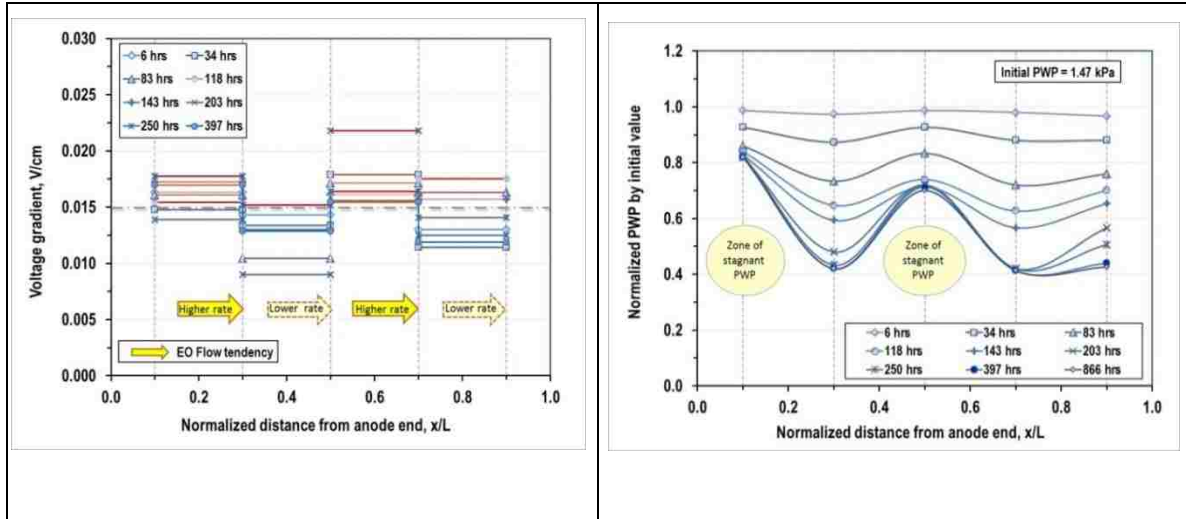 0.030
0.025
0.020
0.015
0.010
0.005
0.000
Voltage gradient, V/cm
6 hrs 34 hrs
83 hrs 118 hrs
143 hrs 203 hrs
250 hrs 397 hrs
Higher rate Lower rate Higher rate Lower rate
EO Flow tendency
0.0 0.2 0.4 0.6 0.8 1.0
Normalized distance from anode end, x/L
1.2
1.0
0.8
0.6
0.4
0.2
0.0
Normalized PWP by initial value
Initial PWP = 1.47 kPa
Zone of
stagnant
PWP
Zone of
stagnant
PWP
6 hrs 34 hrs 83 hrs
118 hrs 143 hrs 203 hrs
250 hrs 397 hrs 866 hrs
0.0 0.2 0.4 0.6 0.8 1.0
Normalized distance from anode end, x/L